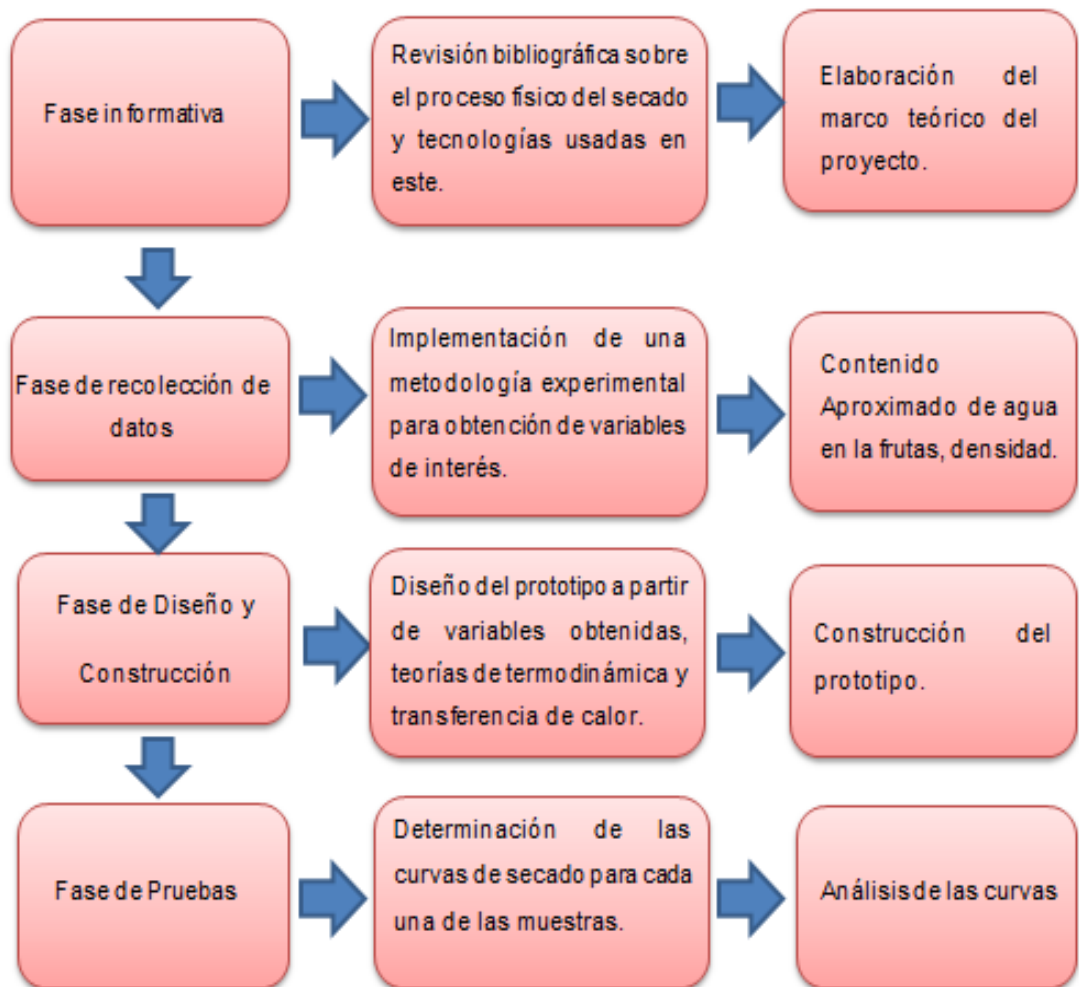 Fase informativa
Revisión bibliográfica sobre
el proceso físico del secado
y tecnologías usadas en
este.
Elaboración del
marco teórico del
proyecto.
Fase de recolección de
datos
Implementación de una
metodología experimental
para obtención de variables
de interés.
Contenido
Aproximado de agua
en la frutas, densidad.
Fase de Diseño y
Construcción
Diseño del prototipo a partir
de variables obtenidas,
teorías de termodinámica y
transferencia de calor.
Construcción del
prototipo.
Fase de Pruebas
Determinación de las
curvas de secado para cada
una de las muestras.
Análisis de las curvas